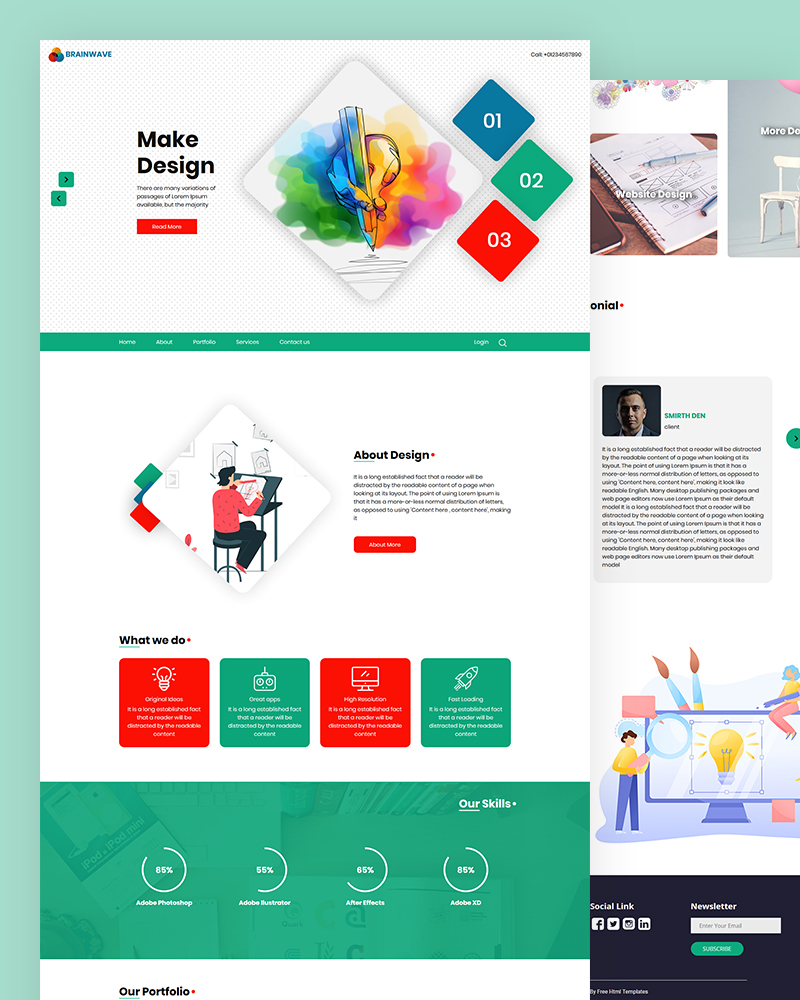 BRAINWAVE
Call: +01234567890
Make
Design
There are many variations of
passages of Lorem Ipsum
available, but the majority
Read More
01
02
03
Home About Portfolio Services Contact us Login
About Design
It is a long established fact that a reader will be
distracted by the readable content of a page when
looking at its layout. The point of using Lorem Ipsum is
that it has a more-or-less normal distribution of letters,
as opposed to using 'Content here , content here', making
it
About More
What we do
Original Ideas
It is a long established fact
that a reader will be
distracted by the readable
content
Great apps
It is a long established fact
that a reader will be
distracted by the readable
content
High Resolution
It is a long established fact
that a reader will be
distracted by the readable
content
Fast Loading
It is a long established fact
that a reader will be
distracted by the readable
content
Our Skills
iPod + iPod mini
85%
Adobe Photoshop
55%
Adobe Illustrator
65%
After Effects
85%
Adobe XD
Our Portfolio
Website Design
More De
onial
SMIRTH DEN
client
It is a long established fact that a reader will be distracted
by the readable content of a page when looking at its
layout. The point of using Lorem Ipsum is that it has a
more-or-less normal distribution of letters, as opposed to
using 'Content here, content here', making it look like
readable English. Many desktop publishing packages and
web page editors now use Lorem Ipsum as their default
model It is a long established fact that a reader will be
distracted by the readable content of a page when looking
at its layout. The point of using Lorem Ipsum is that it has a
more-or-less normal distribution of letters, as opposed to
using 'Content here, content here', making it look like
readable English. Many desktop publishing packages and
web page editors now use Lorem Ipsum as their default
model
Social Link
Newsletter
Enter Your Email
SUBSCRIBE
By Free Html Templates